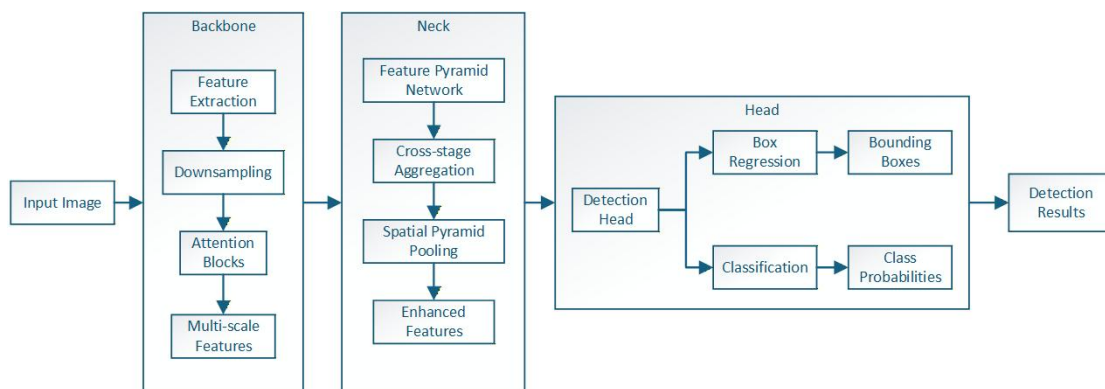 Input Image
Backbone
Feature
Extraction
Downsampling
Attention
Blocks
Multi-scale
Features
Neck
Feature Pyramid
Network
Cross-stage
Aggregation
Spatial Pyramid
Pooling
Enhanced
Features
Head
Detection
Head
Box
Regression
Bounding
Boxes
Classification
Class
Probabilities
Detection
Results